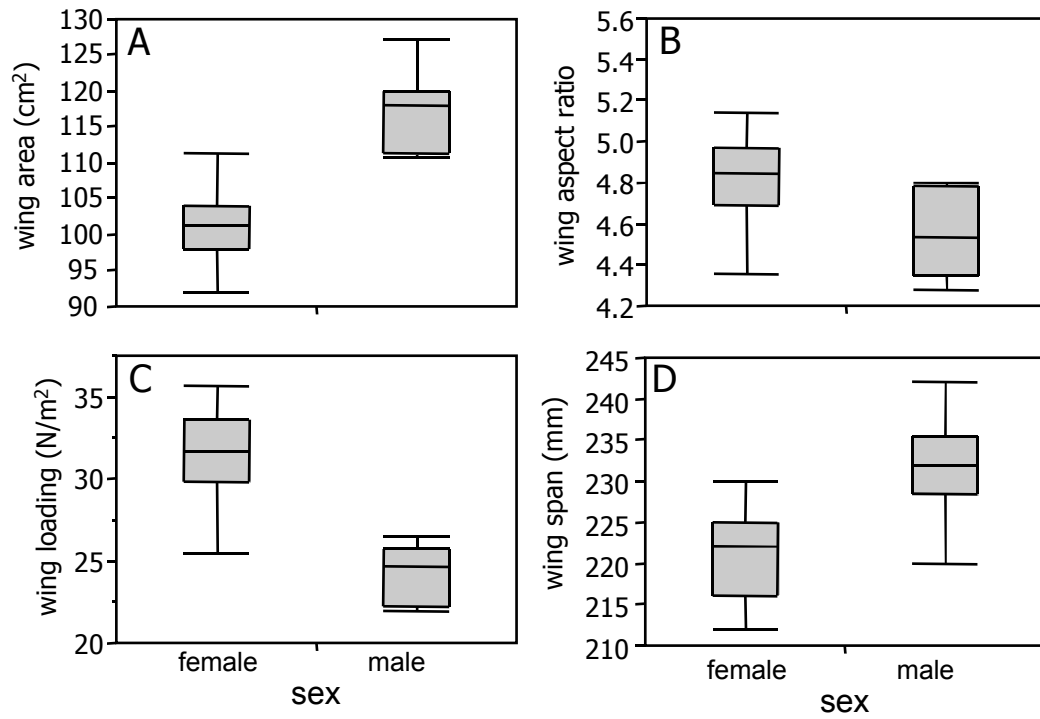 A
wing area (cm²)
130
125
120
115
110
105
100
95
90
B
wing aspect ratio
5.6
5.4
5.2
5.0
4.8
4.6
4.4
4.2
C
wing loading (N/m²)
35
30
25
20
female
male
sex
D
wing span (mm)
245
240
235
230
225
220
215
210
female
male
sex